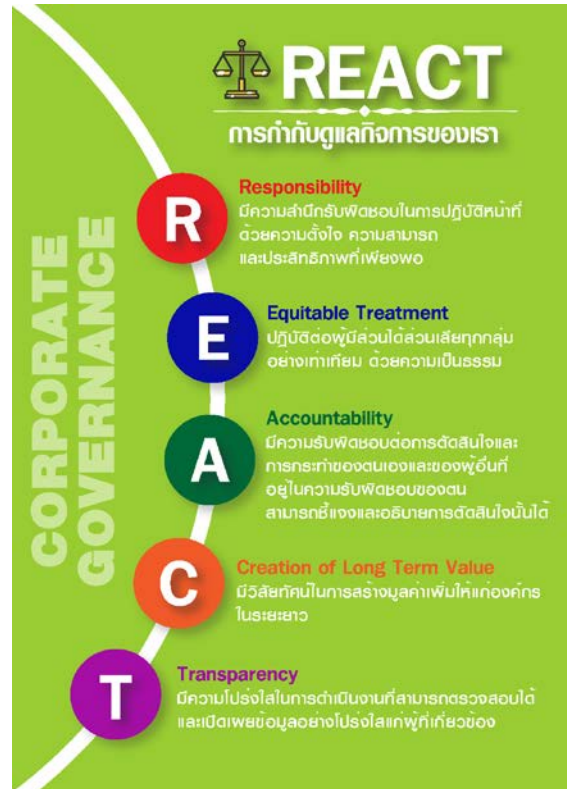 REACT
การกำกับดูแลกิจการของเรา
CORPORATE
GOVERNANCE
R
Responsibility
มีความสำนึกรับผิดชอบในการปฏิบัติหน้าที่
ด้วยความตั้งใจ ความสามารถ
และประสิทธิภาพที่เพียงพอ
E
Equitable Treatment
ปฏิบัติต่อผู้มีส่วนได้ส่วนเสียทุกกลุ่ม
อย่างเท่าเทียม ด้วยความเป็นธรรม
A
Accountability
มีความรับผิดชอบต่อการตัดสินใจและ
การกระทำของตนเองและของผู้อื่นที่
อยู่ในความรับผิดชอบของตน
สามารถชี้แจงและอธิบายการตัดสินใจนั้นได้
C
Creation of Long Term Value
มีวิสัยทัศน์ในการสร้างมูลค่าเพิ่มให้แก่องค์กร
ในระยะยาว
T
Transparency
มีความโปร่งใสในการดำเนินงานที่สามารถตรวจสอบได้
และเปิดเผยข้อมูลอย่างโปร่งใสแก่ผู้ที่เกี่ยวข้อง